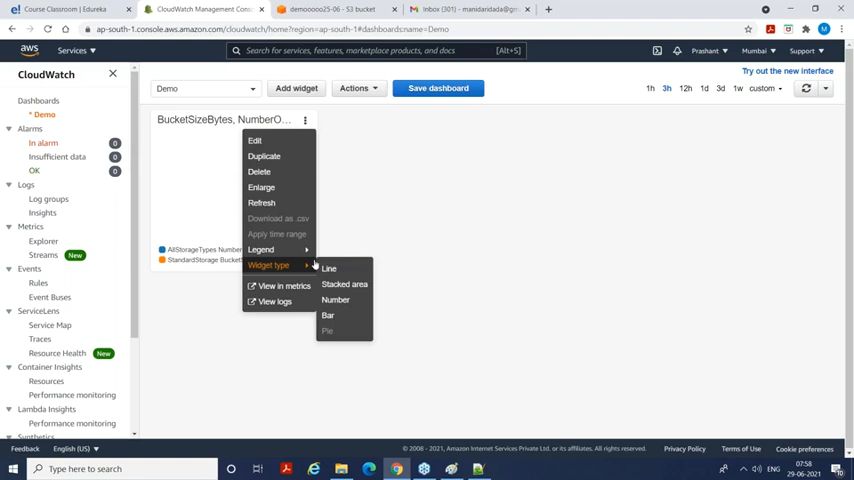 Course Classroom | Edureka
CloudWatch Management Cons
demooooo25-06 - S3 bucket
Inbox (301) - manidaridada@gm
ap-south-1.console.aws.amazon.com/cloudwatch/home?region=ap-south-1#dashboards:name=Demo
aws
Services
Search for services, features, marketplace products, and docs
[Alt+S]
Prashant
Mumbai
Support
CloudWatch
Try out the new interface
Dashboards
* Demo
Alarms
In alarm 0
Insufficient data 0
OK 0
Logs
Log groups
Insights
Metrics
Explorer
Streams New
Events
Rules
Event Buses
ServiceLens
Service Map
Traces
Resource Health New
Container Insights
Resources
Performance monitoring
Lambda Insights
Performance monitoring
Demo
Add widget
Actions
Save dashboard
1h 3h 12h 1d 3d 1w custom
BucketSizeBytes, NumberO...
AllStorageTypes Number
StandardStorage Bucket
Edit
Duplicate
Delete
Enlarge
Refresh
Download as .csv
Apply time range
Legend
Widget type
View in metrics
View logs
Line
Stacked area
Number
Bar
Pie
Feedback
English (US)
© 2008 - 2021, Amazon Internet Services Private Ltd. or its affiliates. All rights reserved.
Privacy Policy
Terms of Use
Cookie preferences
Type here to search
ENG
07:58
29-06-2021